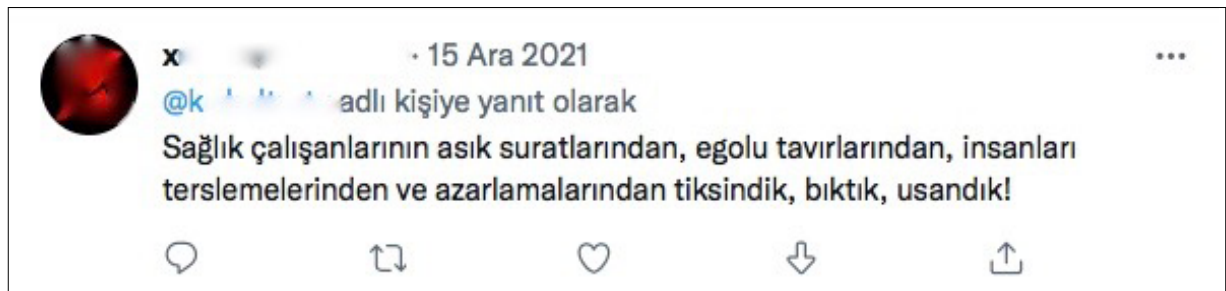 x · 15 Ara 2021
@k adlı kişiye yanıt olarak
Sağlık çalışanlarının asık suratlarından, egolu tavırlarından, insanları
terslemelerinden ve azarlamalarından tiksindik, bıktık, usandık!